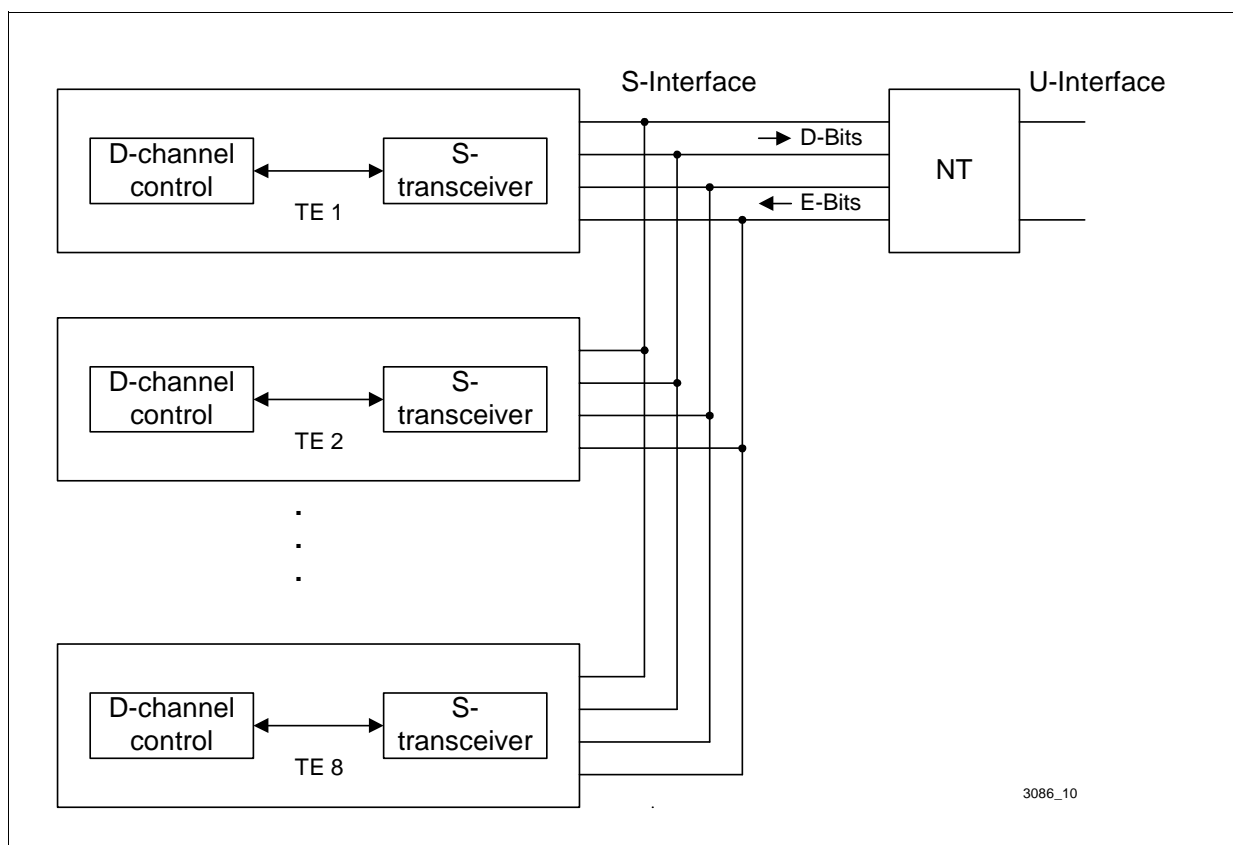 S-Interface
U-Interface
D-channel
control
S-
transceiver
TE 1
D-Bits
E-Bits
NT
D-channel
control
S-
transceiver
TE 2
D-channel
control
S-
transceiver
TE 8
3086_10